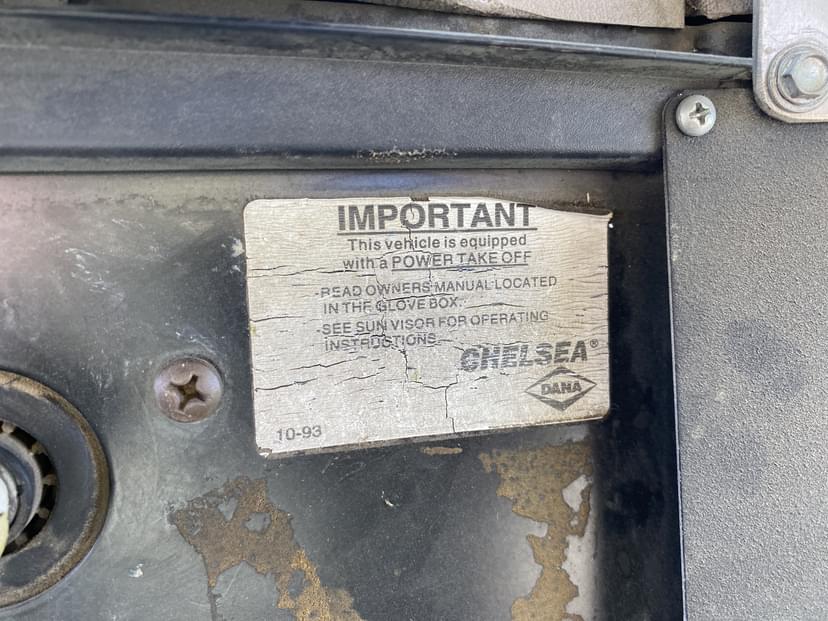 IMPORTANT
This vehicle is equipped
with a POWER TAKE OFF
-READ OWNERS MANUAL LOCATED
IN THE GLOVE BOX.
-SEE SUN VISOR FOR OPERATING
INSTRUCTIONS
CHELSEA®
DANA
10-93